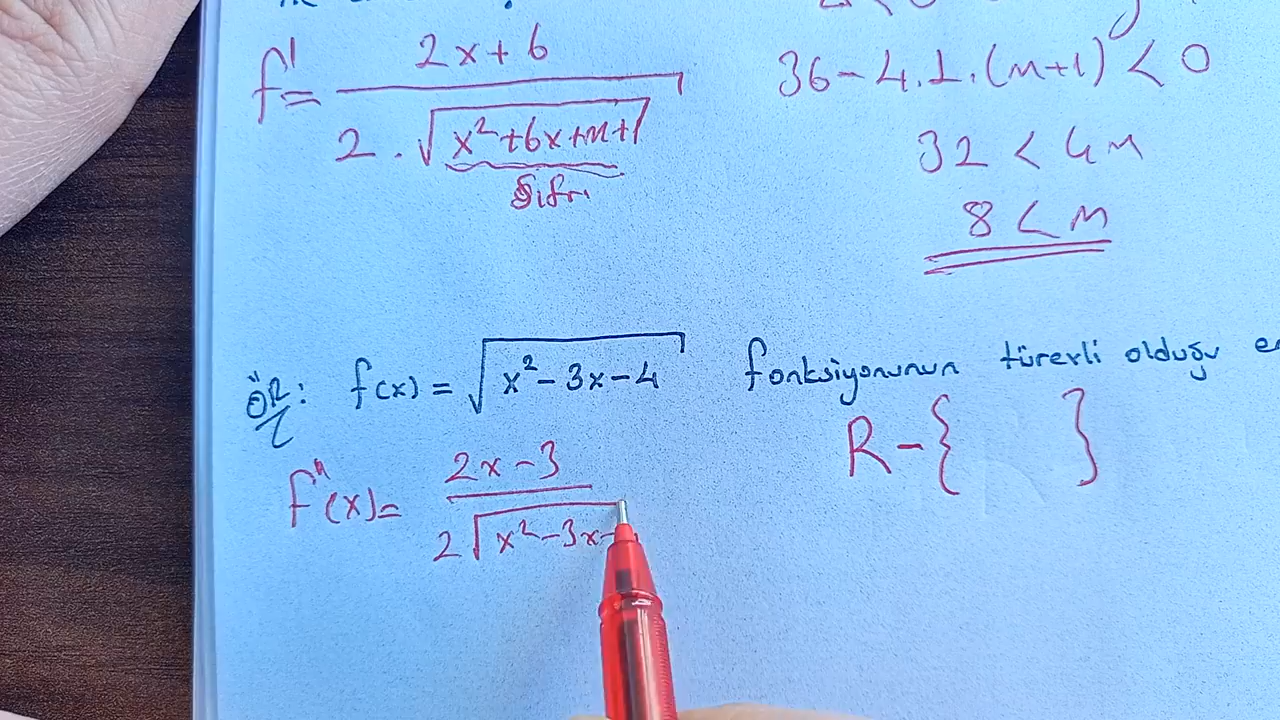 f' = 2x+6 / 2.√x²+6x+m+1
Sıfır
36 - 4.1.(m+1) < 0
32 < 4m
8 < m
ÖR: f(x) = √x²-3x-4 fonksiyonunun türevli olduğu e
R-{ }
f'(x) = 2x-3 / 2√x²-3x-